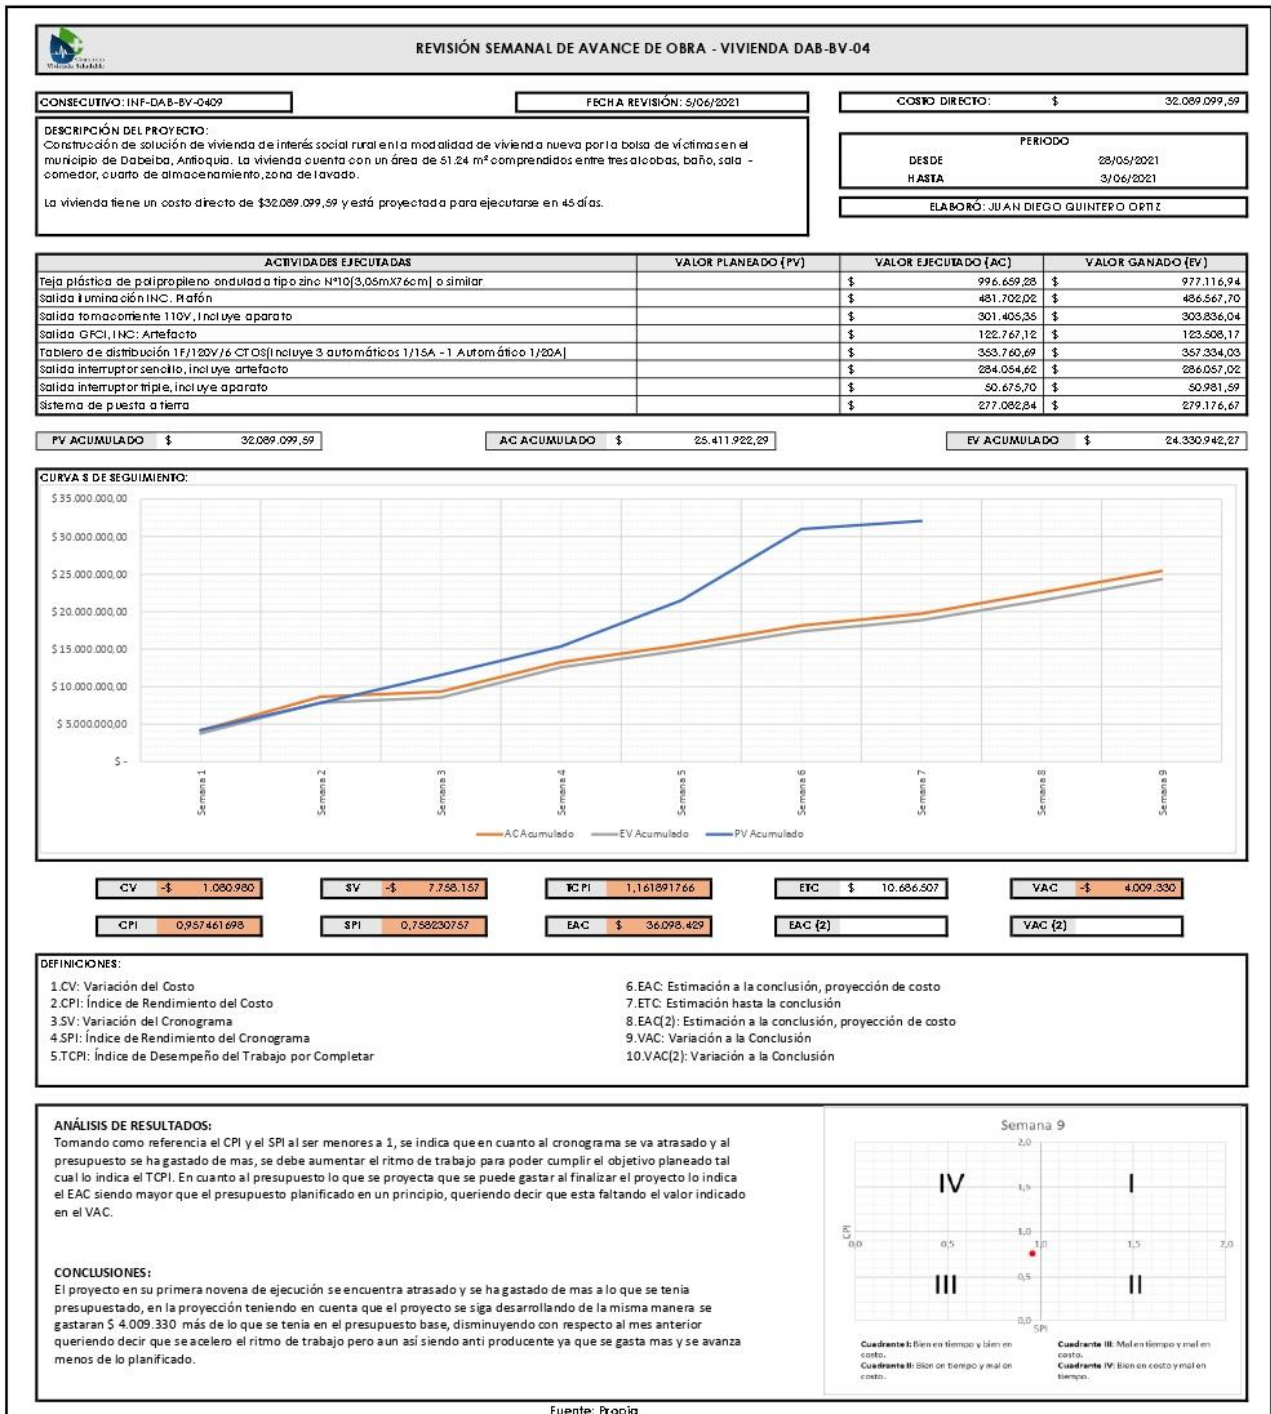 Consorcio
Vivienda Saludable
REVISIÓN SEMANAL DE AVANCE DE OBRA - VIVIENDA DAB-BV-04
CONSECUTIVO: INF-DAB-BV-0409
FECHA REVISIÓN: 5/06/2021
COSTO DIRECTO: $ 32.089.099,59
DESCRIPCIÓN DEL PROYECTO:
Construcción de solución de vivienda de interés social rural en la modalidad de vivienda nueva por la bolsa de víctimas en el
municipio de Dabeiba, Antioquia. La vivienda cuenta con un área de 51.24 m² comprendidos entre tres alcobas, baño, sala -
comedor, cuarto de almacenamiento, zona de lavado.
La vivienda tiene un costo directo de $32.089.099,59 y está proyectada para ejecutarse en 45 días.
PERIODO
DESDE 28/05/2021
HASTA 3/06/2021
ELABORÓ: JUAN DIEGO QUINTERO ORTIZ
ACTIVIDADES EJECUTADAS VALOR PLANEADO (PV) VALOR EJECUTADO (AC) VALOR GANADO (EV)
Teja plástica de polipropileno ondulada tipo zinc N°10(3,05mX76cm) o similar $ 996.659,28 $ 977.116,94
Salida iluminación INC. Plafón $ 481.702,02 $ 486.567,70
Salida tomacorriente 110V, Incluye aparato $ 301.405,35 $ 303.836,04
Salida GFCI, INC: Artefacto $ 122.767,12 $ 123.508,17
Tablero de distribución 1F/120V/6 CTOS(Incluye 3 automáticos 1/15A - 1 Automático 1/20A) $ 353.760,69 $ 357.334,03
Salida interruptor sencillo, incluye artefacto $ 284.054,62 $ 286.057,02
Salida interruptor triple, incluye aparato $ 50.675,70 $ 50.981,59
Sistema de puesta a tierra $ 277.082,84 $ 279.176,67
PV ACUMULADO $ 32.089.099,59 AC ACUMULADO $ 25.411.922,29 EV ACUMULADO $ 24.330.942,27
CURVA S DE SEGUIMIENTO:
$ 35.000.000,00
$ 30.000.000,00
$ 25.000.000,00
$ 20.000.000,00
$ 15.000.000,00
$ 10.000.000,00
$ 5.000.000,00
$ -
Semana 1
Semana 2
Semana 3
Semana 4
Semana 5
Semana 6
Semana 7
Semana 8
Semana 9
AC Acumulado EV Acumulado PV Acumulado
CV -$ 1.080.980 SV -$ 7.758.157 TCPI 1,161891766 ETC $ 10.686.507 VAC -$ 4.009.330
CPI 0,957461698 SPI 0,758230757 EAC $ 36.098.429 EAC (2) VAC (2)
DEFINICIONES:
1.CV: Variación del Costo
2.CPI: Índice de Rendimiento del Costo
3.SV: Variación del Cronograma
4.SPI: Índice de Rendimiento del Cronograma
5.TCPI: Índice de Desempeño del Trabajo por Completar
6.EAC: Estimación a la conclusión, proyección de costo
7.ETC: Estimación hasta la conclusión
8.EAC(2): Estimación a la conclusión, proyección de costo
9.VAC: Variación a la Conclusión
10.VAC(2): Variación a la Conclusión
ANÁLISIS DE RESULTADOS:
Tomando como referencia el CPI y el SPI al ser menores a 1, se indica que en cuanto al cronograma se va atrasado y al
presupuesto se ha gastado de mas, se debe aumentar el ritmo de trabajo para poder cumplir el objetivo planeado tal
cual lo indica el TCPI. En cuanto al presupuesto lo que se proyecta que se puede gastar al finalizar el proyecto lo indica
el EAC siendo mayor que el presupuesto planificado en un principio, queriendo decir que esta faltando el valor indicado
en el VAC.
CONCLUSIONES:
El proyecto en su primera novena de ejecución se encuentra atrasado y se ha gastado de mas a lo que se tenia
presupuestado, en la proyección teniendo en cuenta que el proyecto se siga desarrollando de la misma manera se
gastaran $ 4.009.330 más de lo que se tenia en el presupuesto base, disminuyendo con respecto al mes anterior
queriendo decir que se acelero el ritmo de trabajo pero aun así siendo anti producente ya que se gasta mas y se avanza
menos de lo planificado.
Semana 9
2,0
IV 1,5 I
CPI 1,0
0,0 0,5 1,0 1,5 2,0
III 0,5 II
0,0
SPI
Cuadrante I: Bien en tiempo y bien en
costo.
Cuadrante II: Bien en tiempo y mal en
costo.
Cuadrante III: Mal en tiempo y mal en
costo.
Cuadrante IV: Bien en costo y mal en
tiempo.
Fuente: Propia